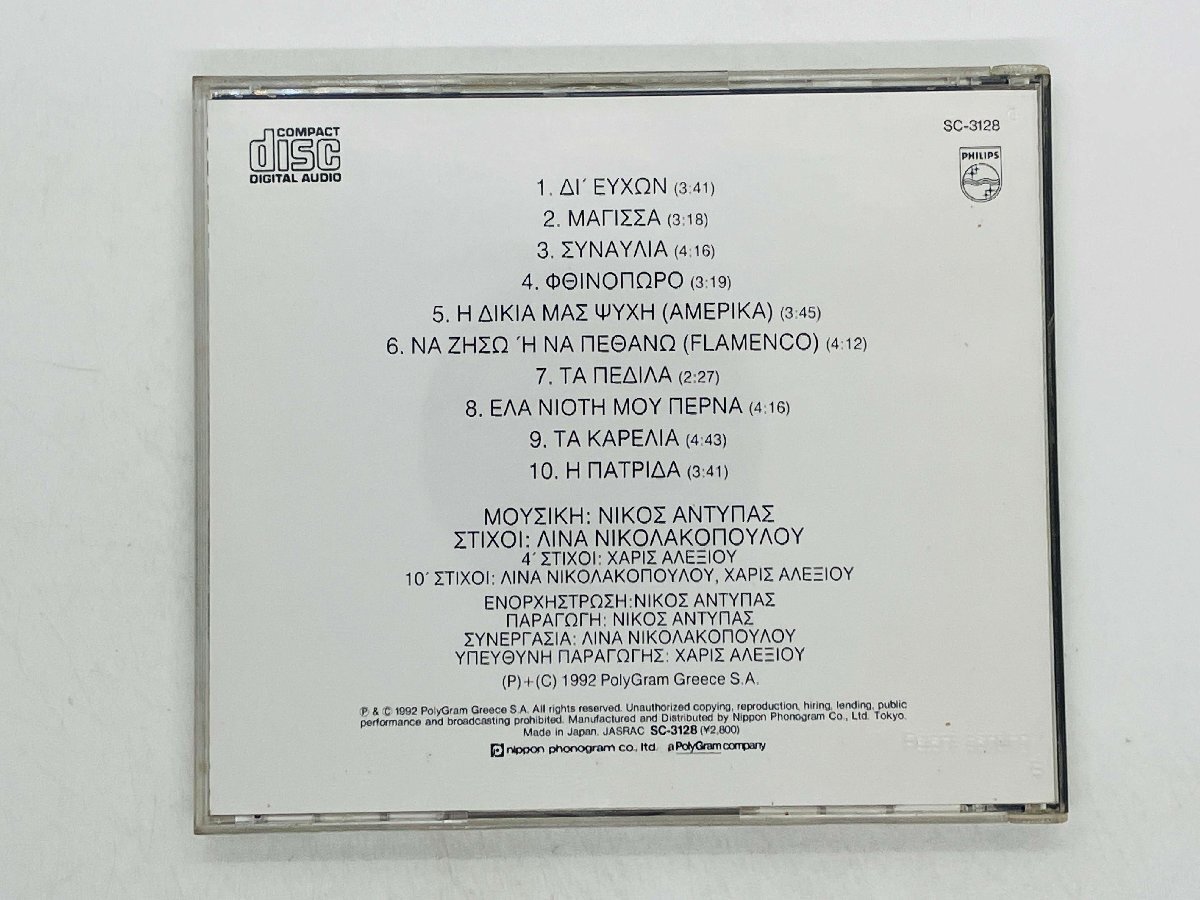 COMPACT
disc
DIGITAL AUDIO
SC-3128
PHILIPS
1. ΔΙ΄ ΕΥΧΩΝ (3:41)
2. ΜΑΓΙΣΣΑ (3:18)
3. ΣΥΝΑΥΛΙΑ (4:16)
4. ΦΘΙΝΟΠΩΡΟ (3:19)
5. Η ΔΙΚΙΑ ΜΑΣ ΨΥΧΗ (ΑΜΕΡΙΚΑ) (3:45)
6. ΝΑ ΖΗΣΩ ΄Η ΝΑ ΠΕΘΑΝΩ (FLAMENCO) (4:12)
7. ΤΑ ΠΕΔΙΛΑ (2:27)
8. ΕΛΑ ΝΙΟΤΗ ΜΟΥ ΠΕΡΝΑ (4:16)
9. ΤΑ ΚΑΡΕΛΙΑ (4:43)
10. Η ΠΑΤΡΙΔΑ (3:41)
ΜΟΥΣΙΚΗ: ΝΙΚΟΣ ΑΝΤΥΠΑΣ
ΣΤΙΧΟΙ: ΛΙΝΑ ΝΙΚΟΛΑΚΟΠΟΥΛΟΥ
4΄ ΣΤΙΧΟΙ: ΧΑΡΙΣ ΑΛΕΞΙΟΥ
10΄ ΣΤΙΧΟΙ: ΛΙΝΑ ΝΙΚΟΛΑΚΟΠΟΥΛΟΥ, ΧΑΡΙΣ ΑΛΕΞΙΟΥ
ΕΝΟΡΧΗΣΤΡΩΣΗ:ΝΙΚΟΣ ΑΝΤΥΠΑΣ
ΠΑΡΑΓΩΓΗ: ΝΙΚΟΣ ΑΝΤΥΠΑΣ
ΣΥΝΕΡΓΑΣΙΑ: ΛΙΝΑ ΝΙΚΟΛΑΚΟΠΟΥΛΟΥ
ΥΠΕΥΘΥΝΗ ΠΑΡΑΓΩΓΗΣ: ΧΑΡΙΣ ΑΛΕΞΙΟΥ
(P)+(C) 1992 PolyGram Greece S.A.
℗ & © 1992 PolyGram Greece S.A. All rights reserved. Unauthorized copying, reproduction, hiring, lending, public
performance and broadcasting prohibited. Manufactured and Distributed by Nippon Phonogram Co., Ltd. Tokyo.
Made in Japan. JASRAC SC-3128 (¥2,800)
nippon phonogram co., ltd. a PolyGram company